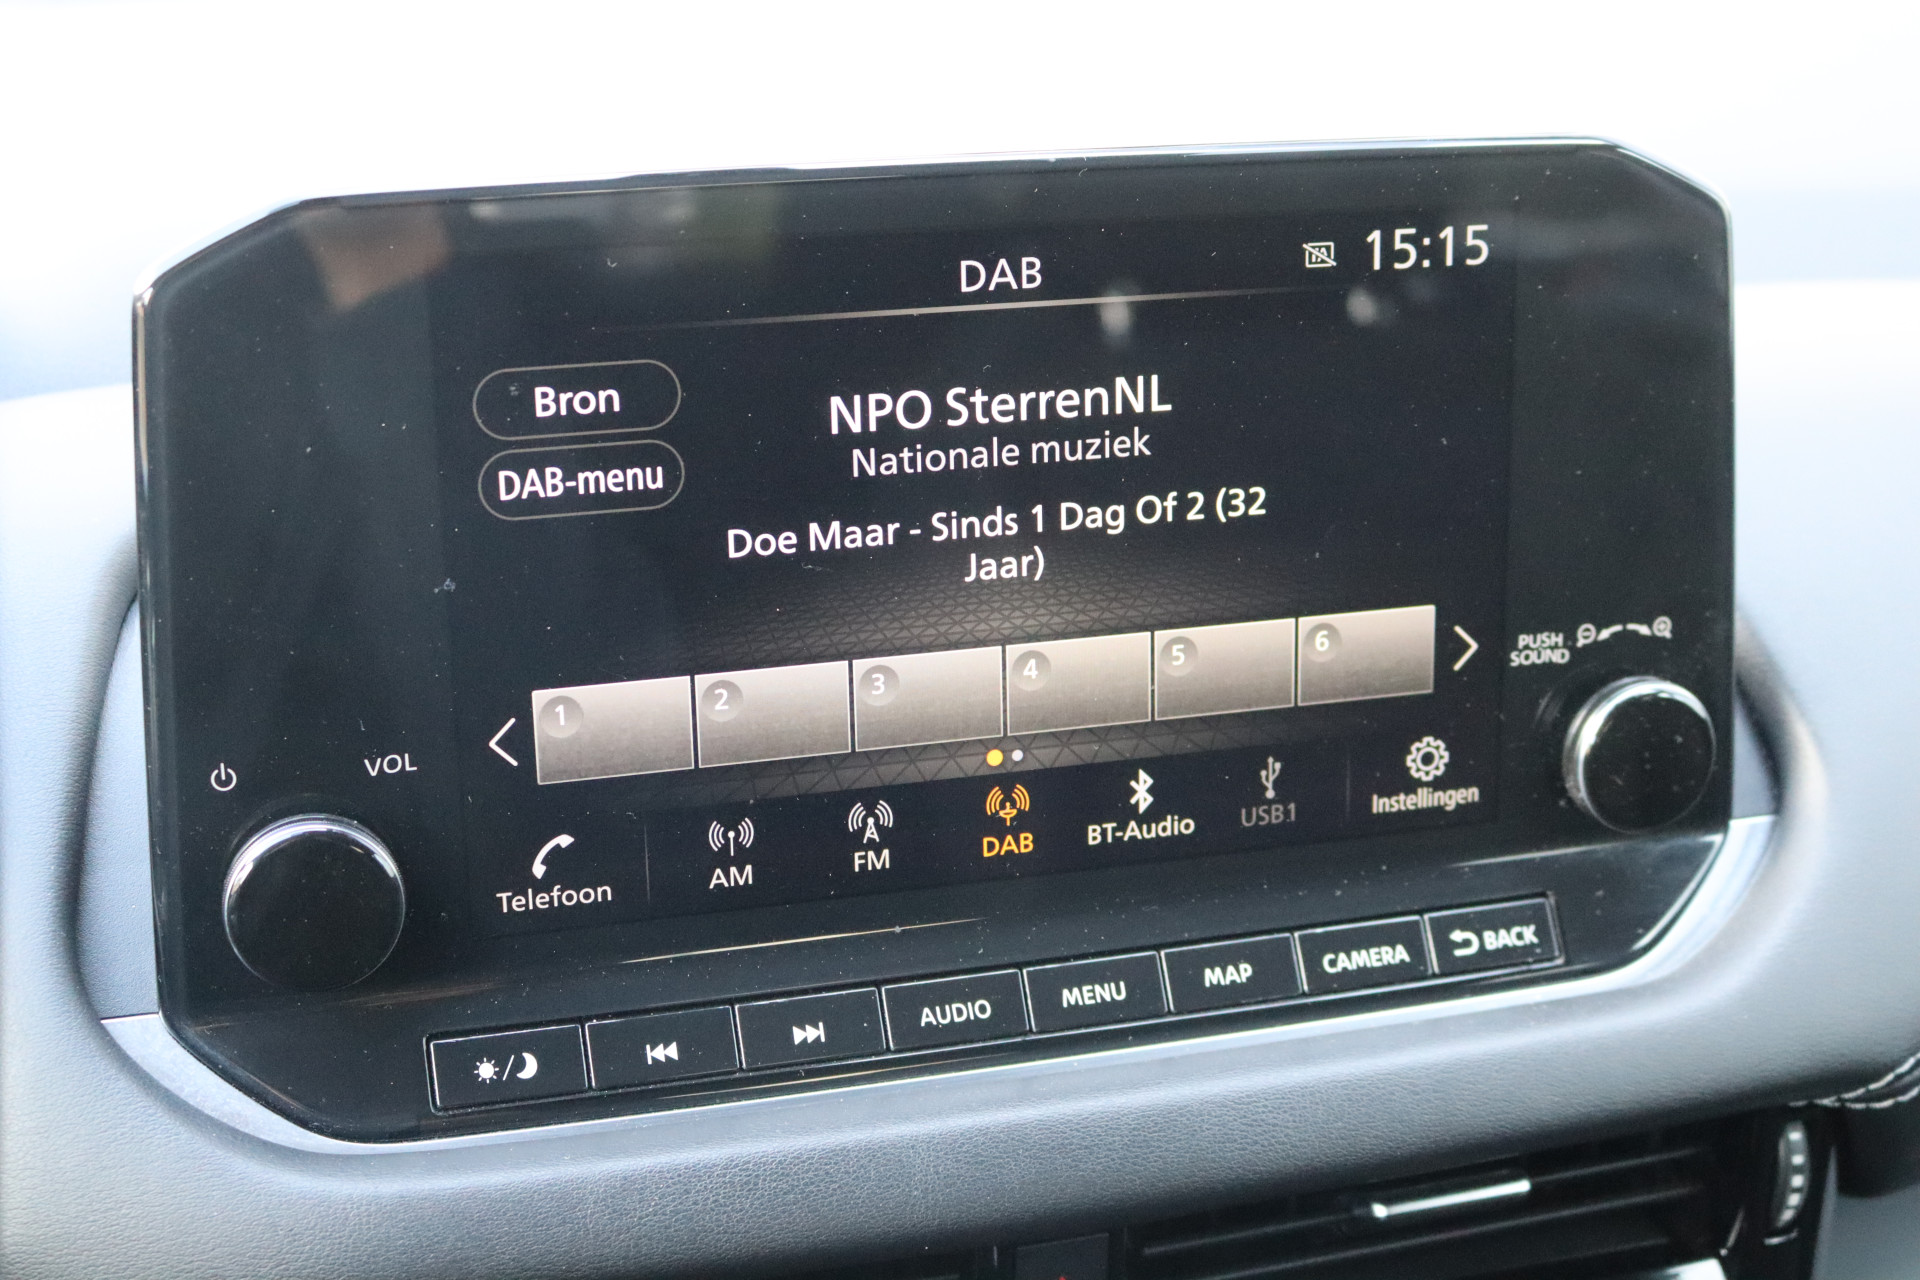 DAB
15:15
Bron
DAB-menu
NPO SterrenNL
Nationale muziek
Doe Maar - Sinds 1 Dag Of 2 (32
Jaar)
1 2 3 4 5 6
PUSH
SOUND
VOL
Telefoon AM FM DAB BT-Audio USB1 Instellingen
AUDIO MENU MAP CAMERA BACK